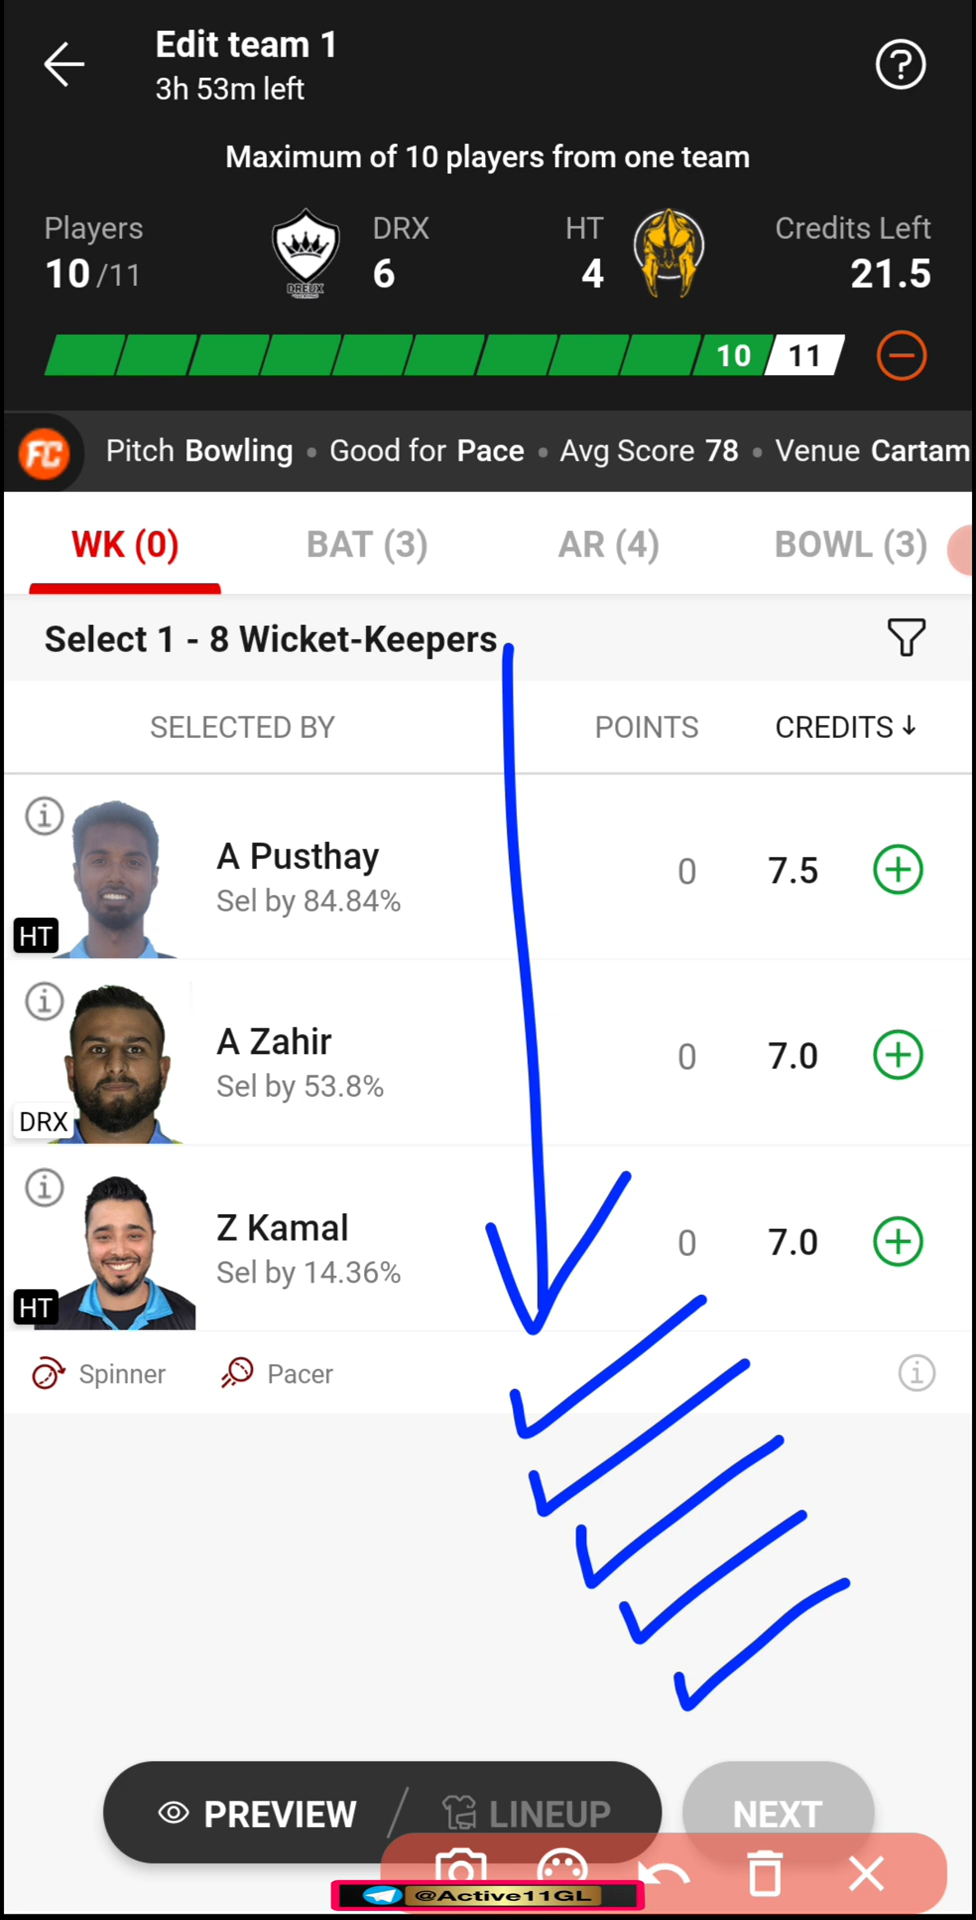 Edit team 1
3h 53m left
Maximum of 10 players from one team
Players DRX HT Credits Left
10/11 6 4 21.5
DREUX
10 11
FC Pitch Bowling • Good for Pace • Avg Score 78 • Venue Cartam
WK (0) BAT (3) AR (4) BOWL (3)
Select 1 - 8 Wicket-Keepers
SELECTED BY POINTS CREDITS
A Pusthay 0 7.5
Sel by 84.84%
HT
A Zahir 0 7.0
Sel by 53.8%
DRX
Z Kamal 0 7.0
Sel by 14.36%
HT
Spinner Pacer
PREVIEW LINEUP NEXT
@Active11GL